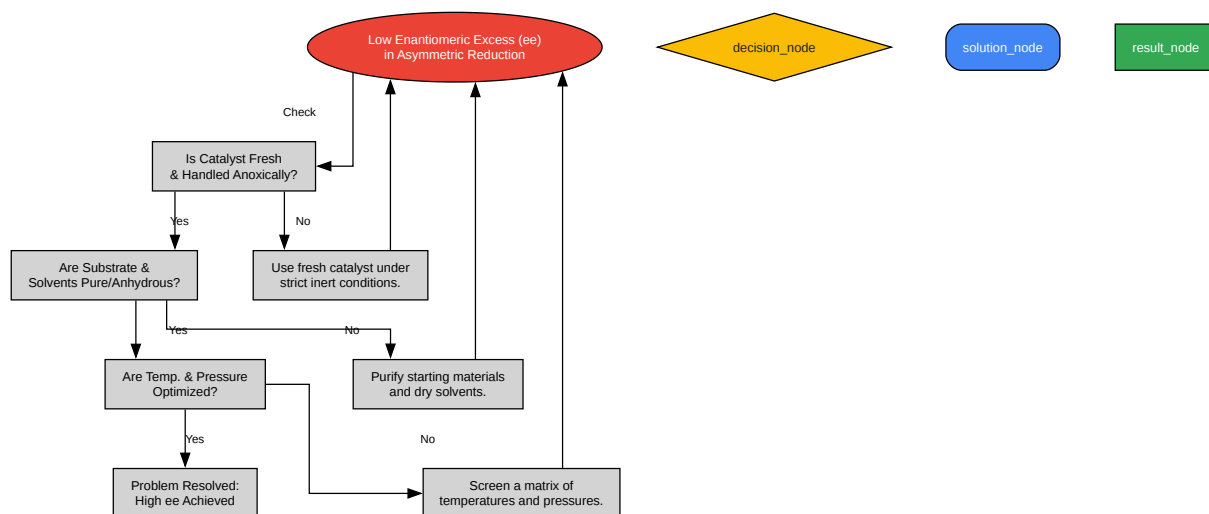 Low Enantiomeric Excess (ee)
in Asymmetric Reduction
decision_node
solution_node
result_node
Check
Is Catalyst Fresh
& Handled Anoxically?
Yes
No
Are Substrate &
Solvents Pure/Anhydrous?
Use fresh catalyst under
strict inert conditions.
Yes
No
Are Temp. & Pressure
Optimized?
Purify starting materials
and dry solvents.
Yes
No
Problem Resolved:
High ee Achieved
Screen a matrix of
temperatures and pressures.